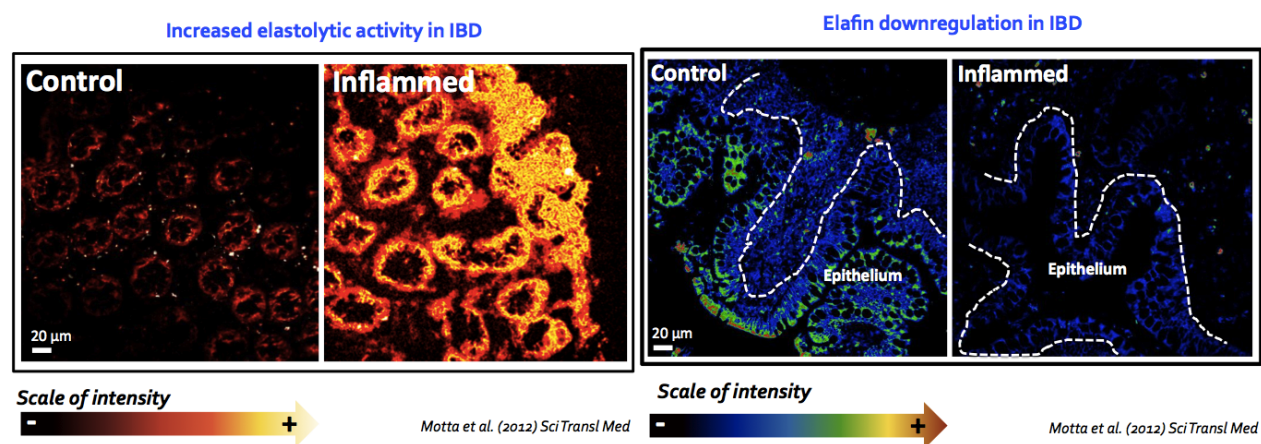 Increased elastolytic activity in IBD
Control
Inflammed
20 µm
Scale of intensity
-
+
Motta et al. (2012) Sci Transl Med
Elafin downregulation in IBD
Control
Inflammed
Epithelium
Epithelium
20 µm
Scale of intensity
-
+
Motta et al. (2012) Sci Transl Med